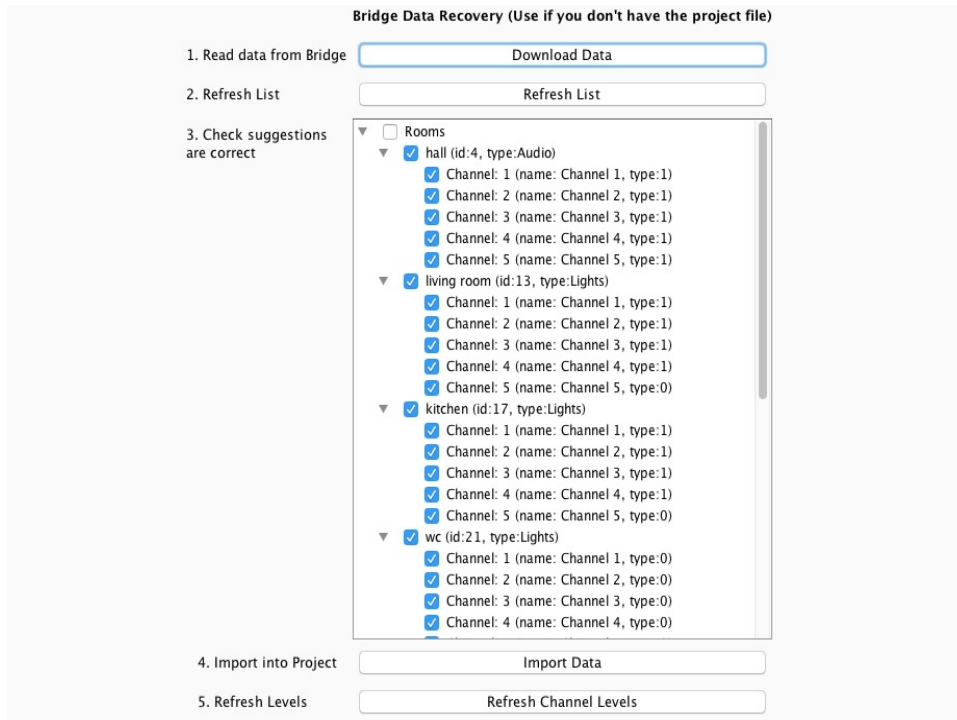 Bridge Data Recovery (Use if you don't have the project file)
1. Read data from Bridge
Download Data
2. Refresh List
Refresh List
3. Check suggestions
are correct
Rooms
hall (id:4, type:Audio)
Channel: 1 (name: Channel 1, type:1)
Channel: 2 (name: Channel 2, type:1)
Channel: 3 (name: Channel 3, type:1)
Channel: 4 (name: Channel 4, type:1)
Channel: 5 (name: Channel 5, type:1)
living room (id:13, type:Lights)
Channel: 1 (name: Channel 1, type:1)
Channel: 2 (name: Channel 2, type:1)
Channel: 3 (name: Channel 3, type:1)
Channel: 4 (name: Channel 4, type:1)
Channel: 5 (name: Channel 5, type:0)
kitchen (id:17, type:Lights)
Channel: 1 (name: Channel 1, type:1)
Channel: 2 (name: Channel 2, type:1)
Channel: 3 (name: Channel 3, type:1)
Channel: 4 (name: Channel 4, type:1)
Channel: 5 (name: Channel 5, type:0)
wc (id:21, type:Lights)
Channel: 1 (name: Channel 1, type:0)
Channel: 2 (name: Channel 2, type:0)
Channel: 3 (name: Channel 3, type:0)
Channel: 4 (name: Channel 4, type:0)
4. Import into Project
Import Data
5. Refresh Levels
Refresh Channel Levels